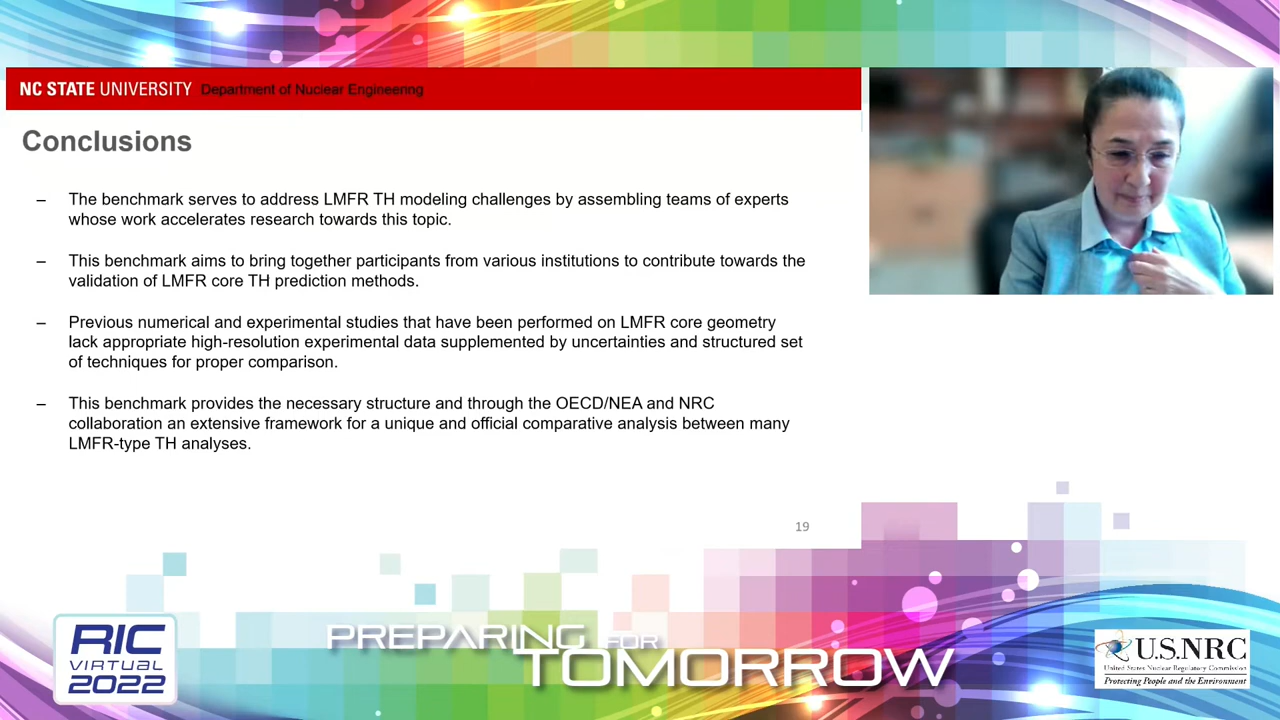 NC STATE UNIVERSITY Department of Nuclear Engineering
Conclusions
– The benchmark serves to address LMFR TH modeling challenges by assembling teams of experts
whose work accelerates research towards this topic.
– This benchmark aims to bring together participants from various institutions to contribute towards the
validation of LMFR core TH prediction methods.
– Previous numerical and experimental studies that have been performed on LMFR core geometry
lack appropriate high-resolution experimental data supplemented by uncertainties and structured set
of techniques for proper comparison.
– This benchmark provides the necessary structure and through the OECD/NEA and NRC
collaboration an extensive framework for a unique and official comparative analysis between many
LMFR-type TH analyses.
19
RIC
VIRTUAL
2022
PREPARING FOR
TOMORROW
U.S.NRC
United States Nuclear Regulatory Commission
Protecting People and the Environment